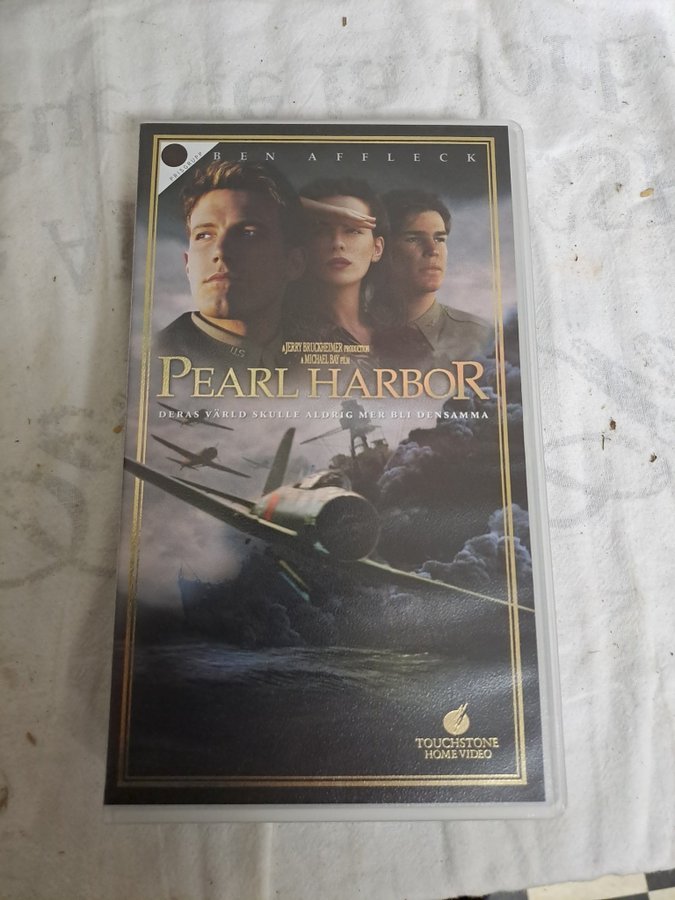 PRISGRUPP
BEN AFFLECK
U.S.
A JERRY BRUCKHEIMER PRODUCTION
A MICHAEL BAY FILM
PEARL HARBOR
DERAS VÄRLD SKULLE ALDRIG MER BLI DENSAMMA
TOUCHSTONE
HOME VIDEO